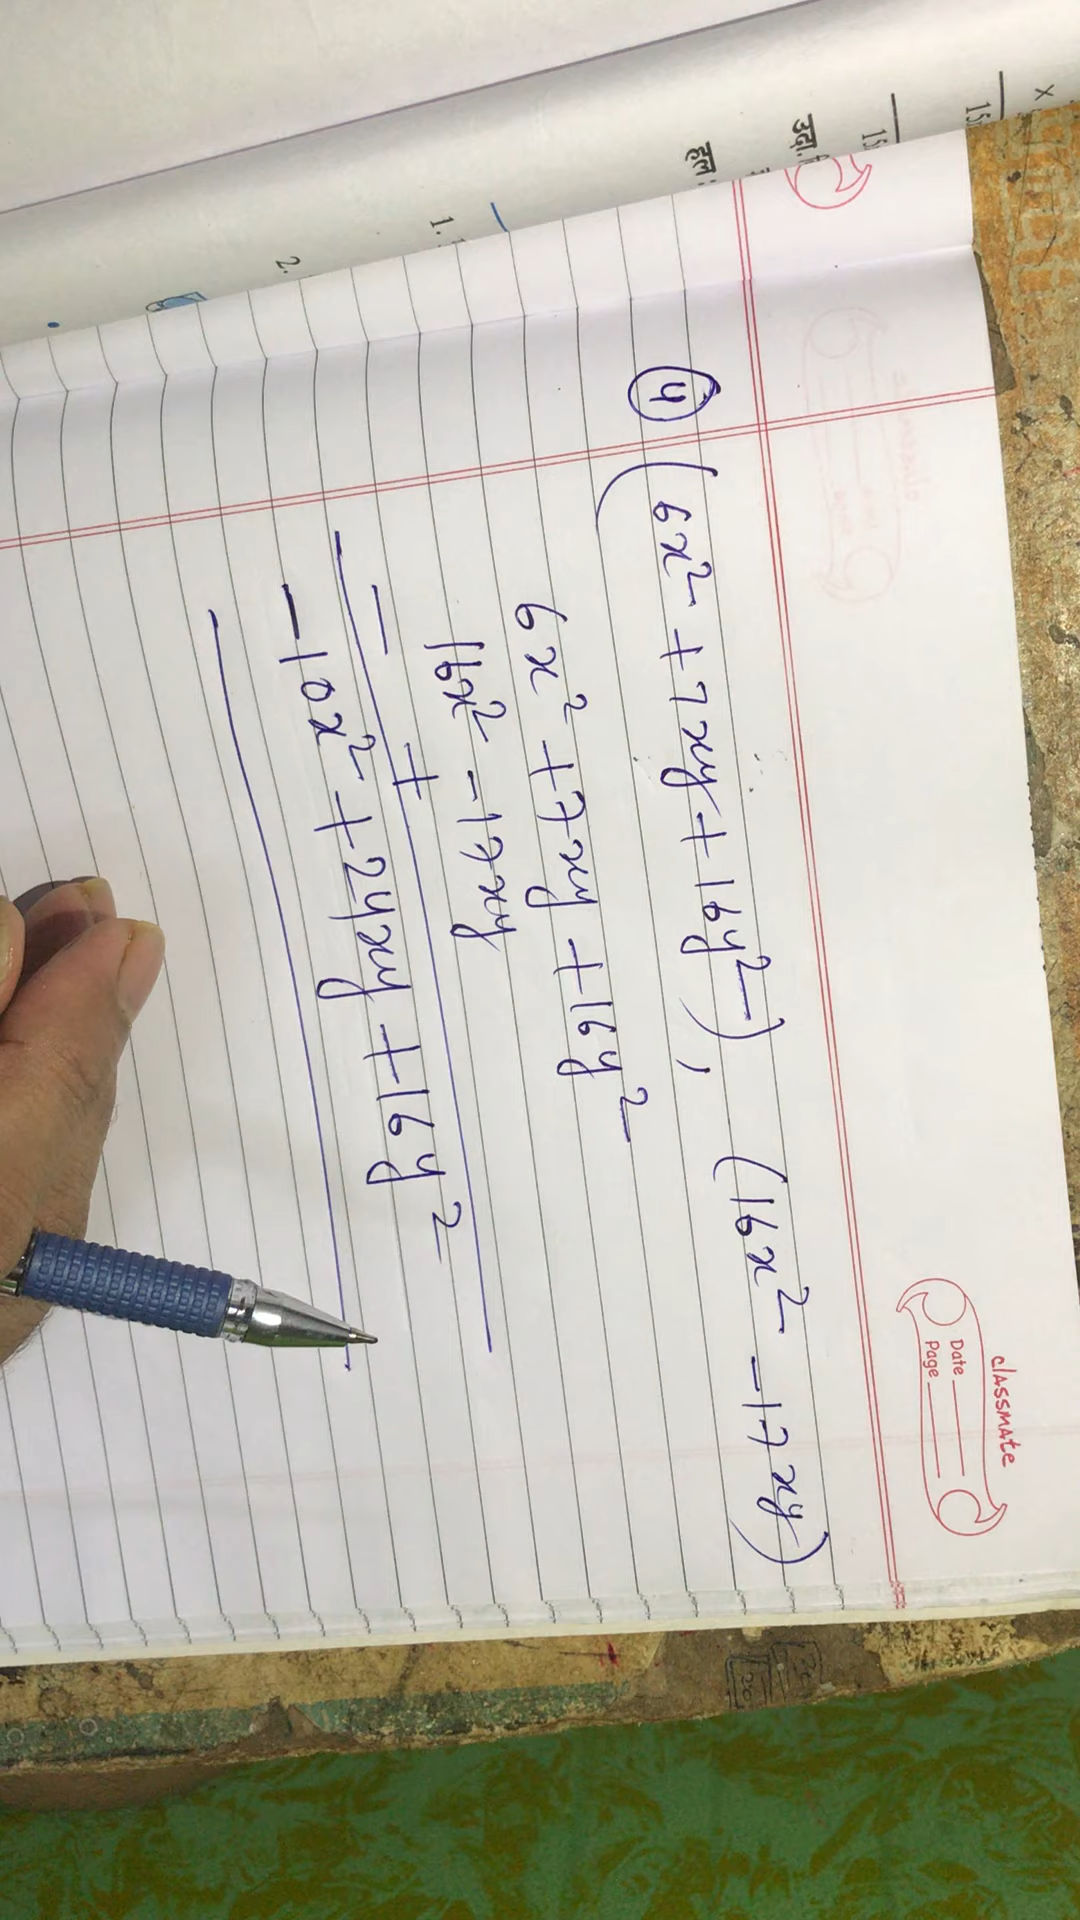 classmate
Date
Page
④ (6x² + 7xy + 16y²), (16x² - 17xy)
6x² + 7xy + 16y²
16x² - 17xy
- +
-10x² + 24xy + 16y²
उदा.
हल :
1.
2.